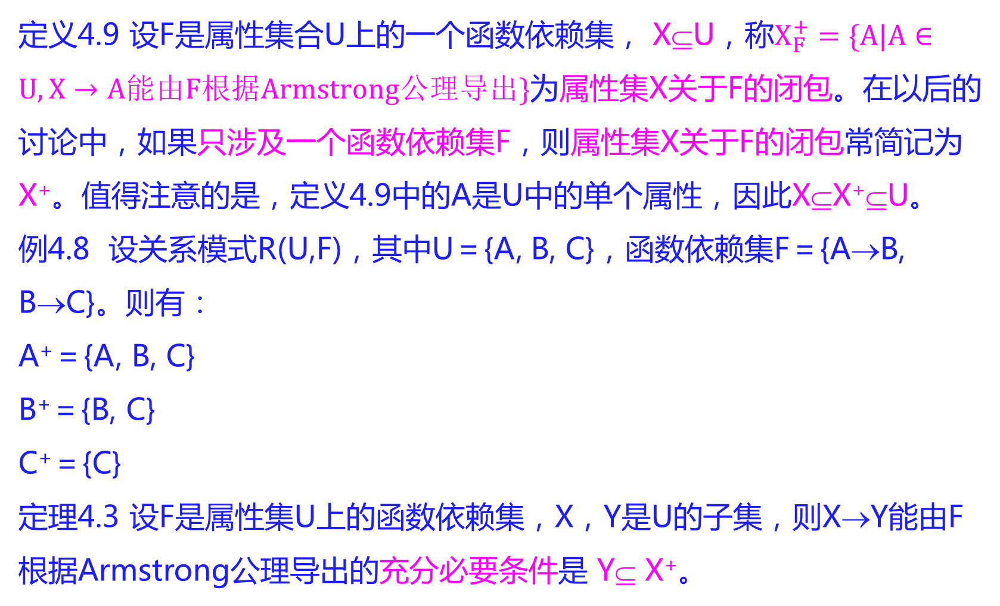 定义4.9 设F是属性集合U上的一个函数依赖集， X⊆U，称X⁺_F = {A|A ∈
U, X → A能由F根据Armstrong公理导出}为属性集X关于F的闭包。在以后的
讨论中，如果只涉及一个函数依赖集F，则属性集X关于F的闭包常简记为
X⁺。值得注意的是，定义4.9中的A是U中的单个属性，因此X⊆X⁺⊆U。
例4.8 设关系模式R(U,F)，其中U = {A, B, C}，函数依赖集F = {A→B,
B→C}。则有：
A⁺ = {A, B, C}
B⁺ = {B, C}
C⁺ = {C}
定理4.3 设F是属性集U上的函数依赖集，X，Y是U的子集，则X→Y能由F
根据Armstrong公理导出的充分必要条件是 Y⊆ X⁺。